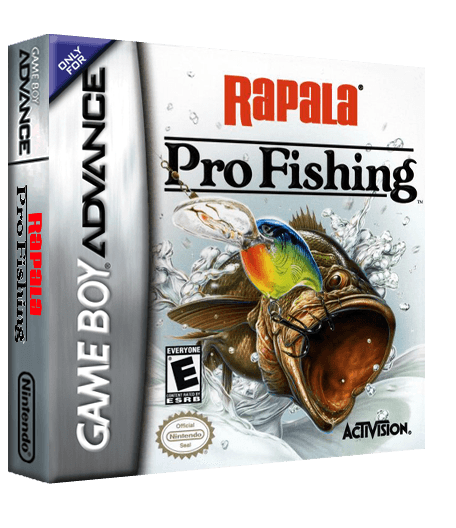 ONLY
FOR
GAME BOY ADVANCE
RAPALA®
Pro Fishing™
GAME BOY
ADVANCE
RAPALA
Pro Fishing
Nintendo®
EVERYONE
E
CONTENT RATED BY
ESRB
Official
Nintendo
Seal
ACTIVISION®